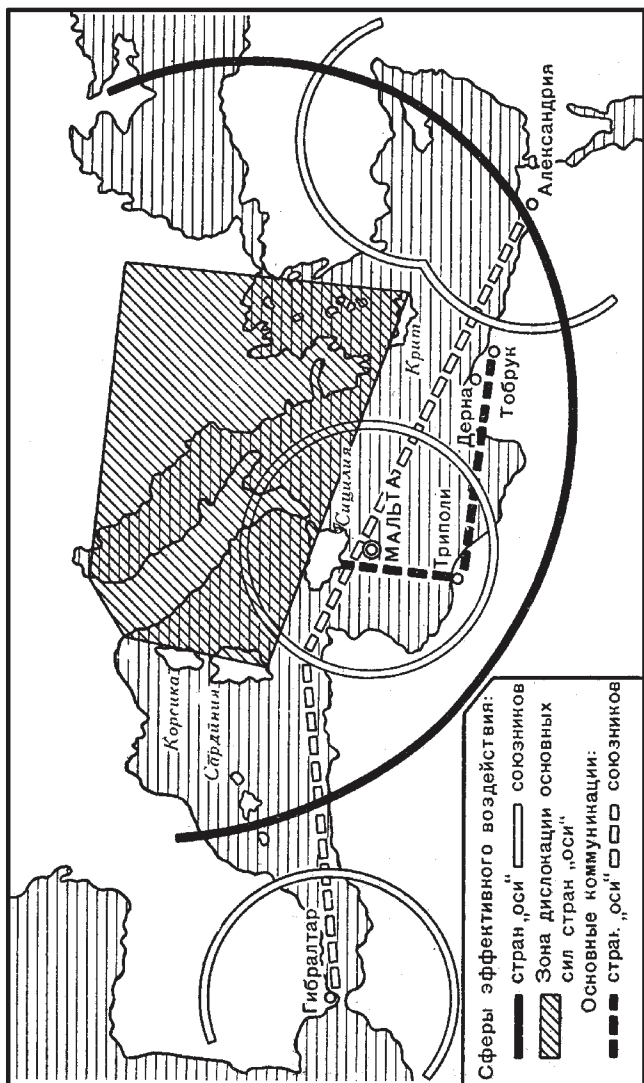 Корсика
Сардиния
Сицилия
Крит
Гибралтар
МАЛЬТА
Триполи
Дерна
Тобрук
Александрия
Сферы эффективного воздействия:
стран „оси“ союзников
Зона дислокации основных
сил стран „оси“
Основные коммуникации:
стран „оси“ союзников